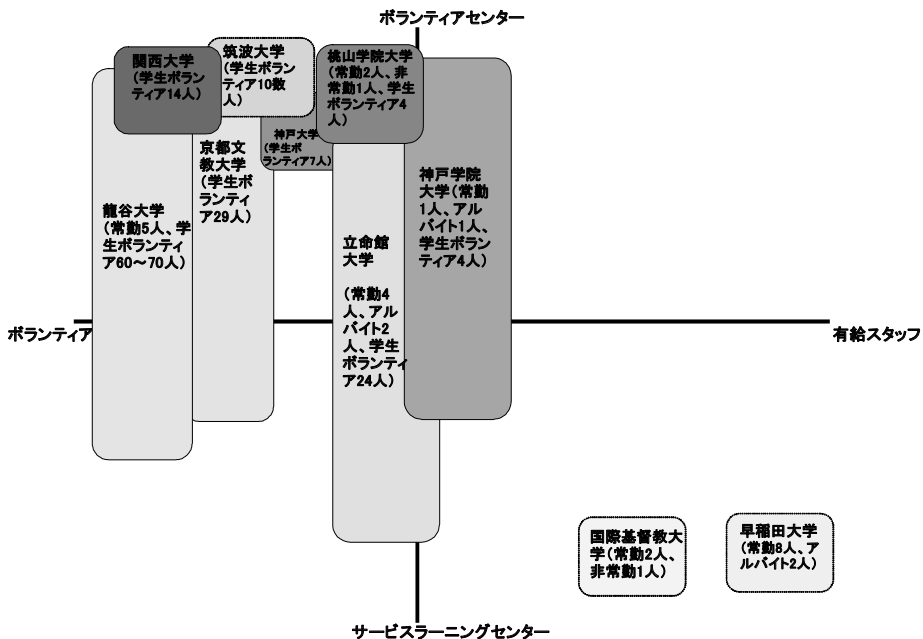 ボランティアセンター
関西大学
（学生ボラン
ティア14人）
筑波大学
（学生ボラン
ティア10数
人）
桃山学院大学
（常勤2人、非
常勤1人、学生
ボランティア4
人）
神戸大学
（学生ボ
ランティア7人）
京都文
教大学
（学生ボ
ランティ
ア29人）
神戸学院
大学（常勤
1人、アル
バイト1人、
学生ボラン
ティア4人）
龍谷大学
（常勤5人、学
生ボランティ
ア60～70人）
立命館
大学
（常勤4
人、アル
バイト2
人、学生
ボランティ
ア24人）
ボランティア
有給スタッフ
国際基督教大
学（常勤2人、
非常勤1人）
早稲田大学
（常勤8人、ア
ルバイト2人）
サービスラーニングセンター